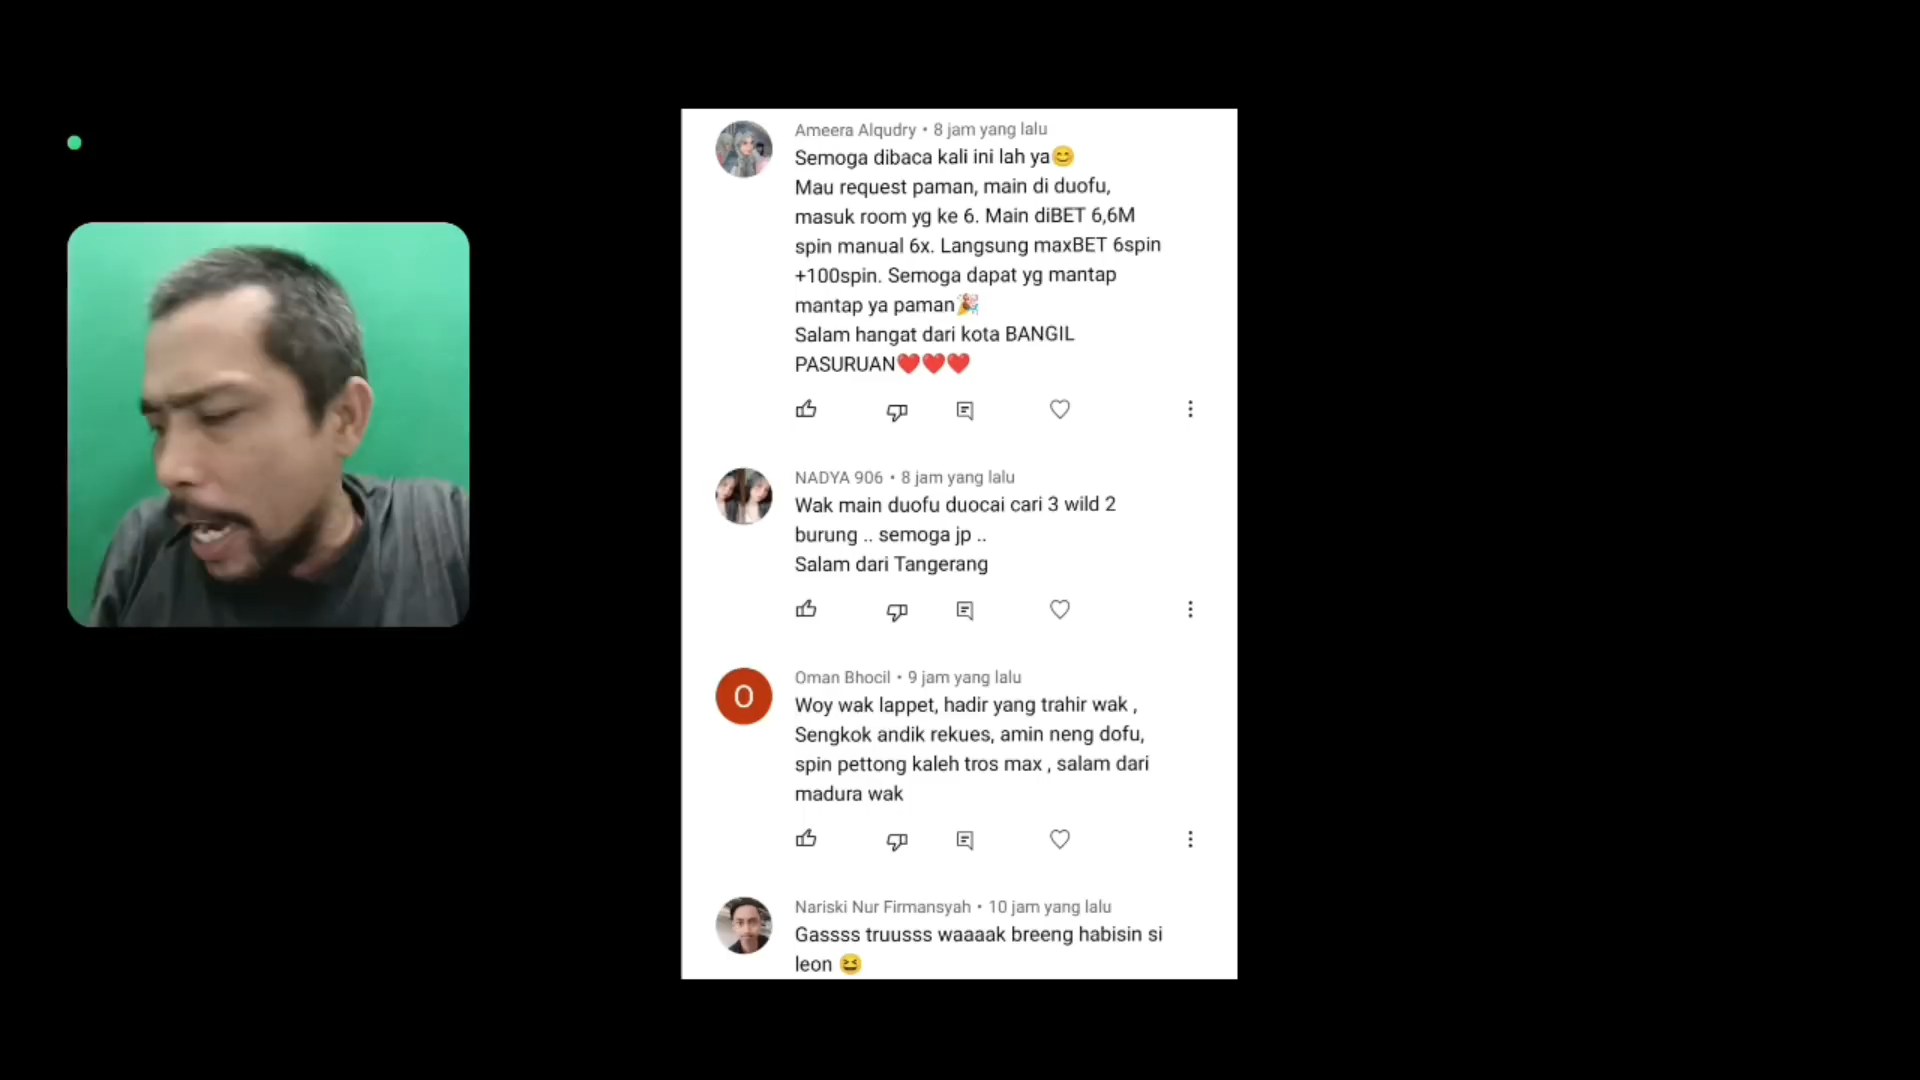 Ameera Alqudry • 8 jam yang lalu
Semoga dibaca kali ini lah ya😊
Mau request paman, main di duofu,
masuk room yg ke 6. Main diBET 6,6M
spin manual 6x. Langsung maxBET 6spin
+100spin. Semoga dapat yg mantap
mantap ya paman🎉
Salam hangat dari kota BANGIL
PASURUAN❤️❤️❤️
NADYA 906 • 8 jam yang lalu
Wak main duofu duocai cari 3 wild 2
burung .. semoga jp ..
Salam dari Tangerang
O
Oman Bhocil • 9 jam yang lalu
Woy wak lappet, hadir yang trahir wak ,
Sengkok andik rekues, amin neng dofu,
spin pettong kaleh tros max , salam dari
madura wak
Nariski Nur Firmansyah • 10 jam yang lalu
Gassss truusss waaaak breeng habisin si
leon 😆